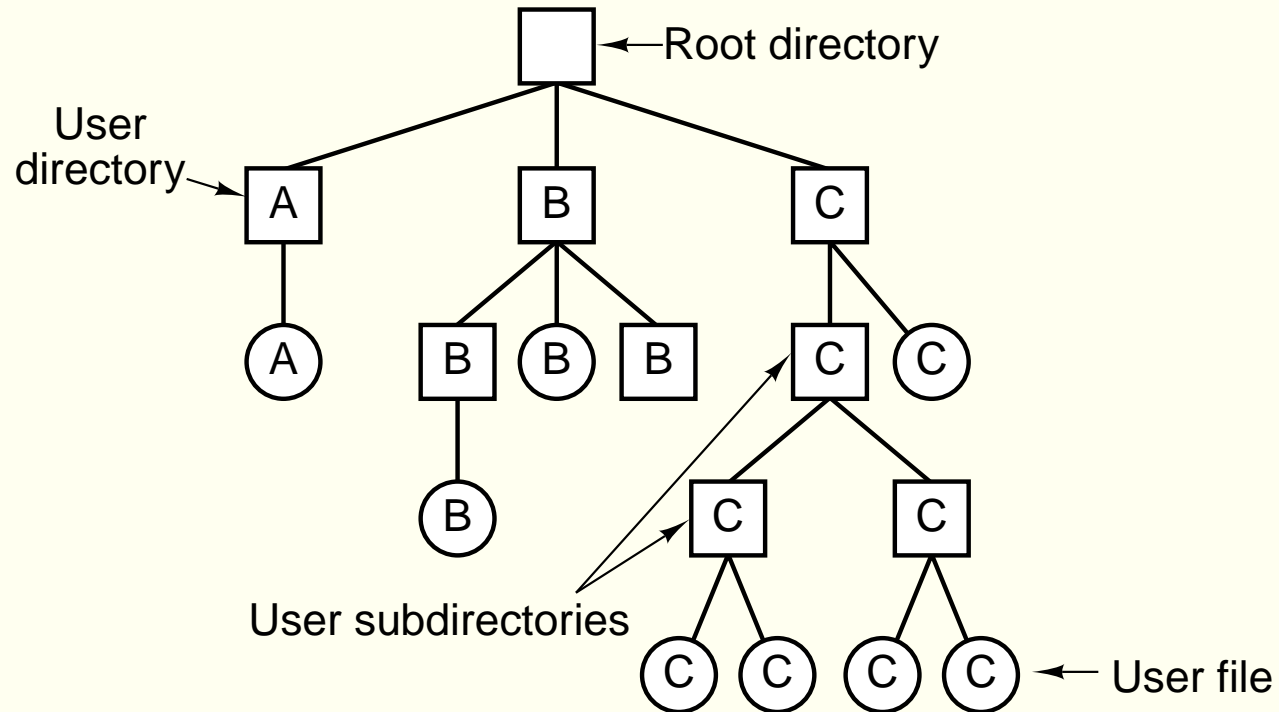 Root directory
User
directory
A
B
C
A
B
B
B
C
C
B
C
C
User subdirectories
C
C
C
C
User file